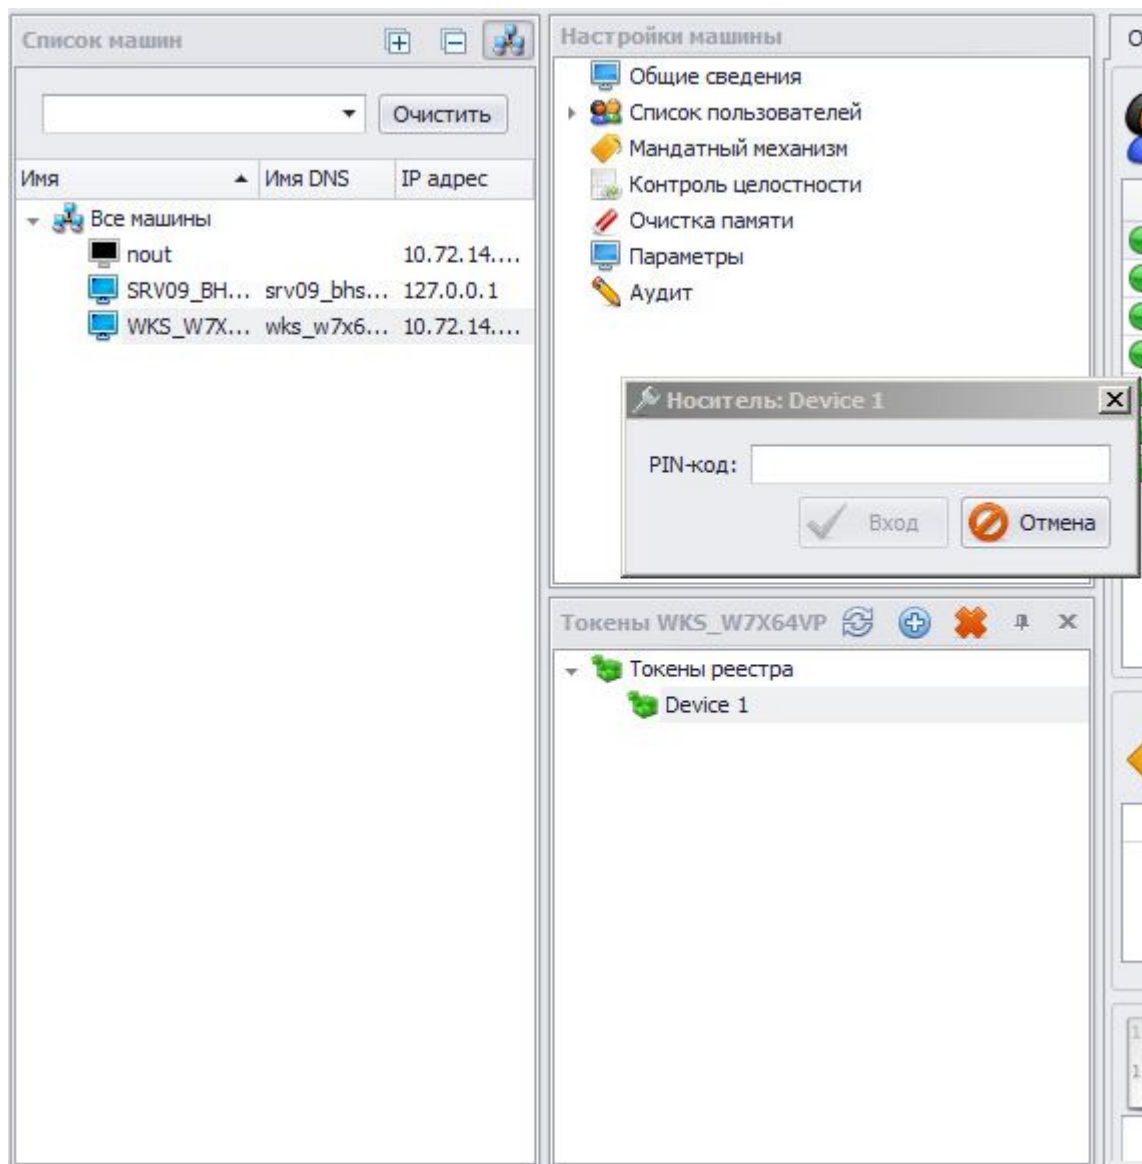 Список машин
Очистить
Имя Имя DNS IP адрес
Все машины
nout 10.72.14....
SRV09_BH... srv09_bhs... 127.0.0.1
WKS_W7X... wks_w7x6... 10.72.14....
Настройки машины
Общие сведения
Список пользователей
Мандатный механизм
Контроль целостности
Очистка памяти
Параметры
Аудит
Носитель: Device 1
PIN-код:
Вход Отмена
Токены WKS_W7X64VP
Токены реестра
Device 1